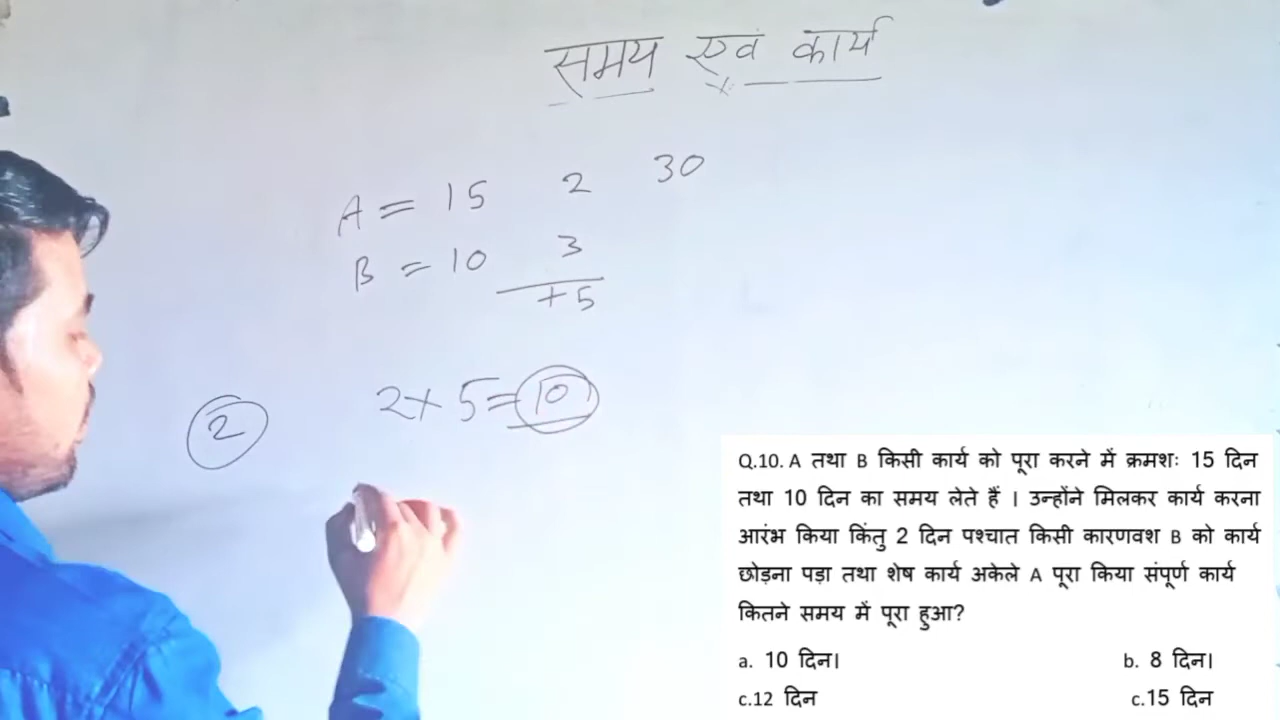 समय एवं कार्य
A = 15 2 30
B = 10 3
+5
2 2×5=10
Q.10. A तथा B किसी कार्य को पूरा करने में क्रमशः 15 दिन
तथा 10 दिन का समय लेते हैं । उन्होंने मिलकर कार्य करना
आरंभ किया किंतु 2 दिन पश्चात किसी कारणवश B को कार्य
छोड़ना पड़ा तथा शेष कार्य अकेले A पूरा किया संपूर्ण कार्य
कितने समय में पूरा हुआ?
a. 10 दिन। b. 8 दिन।
c.12 दिन c.15 दिन